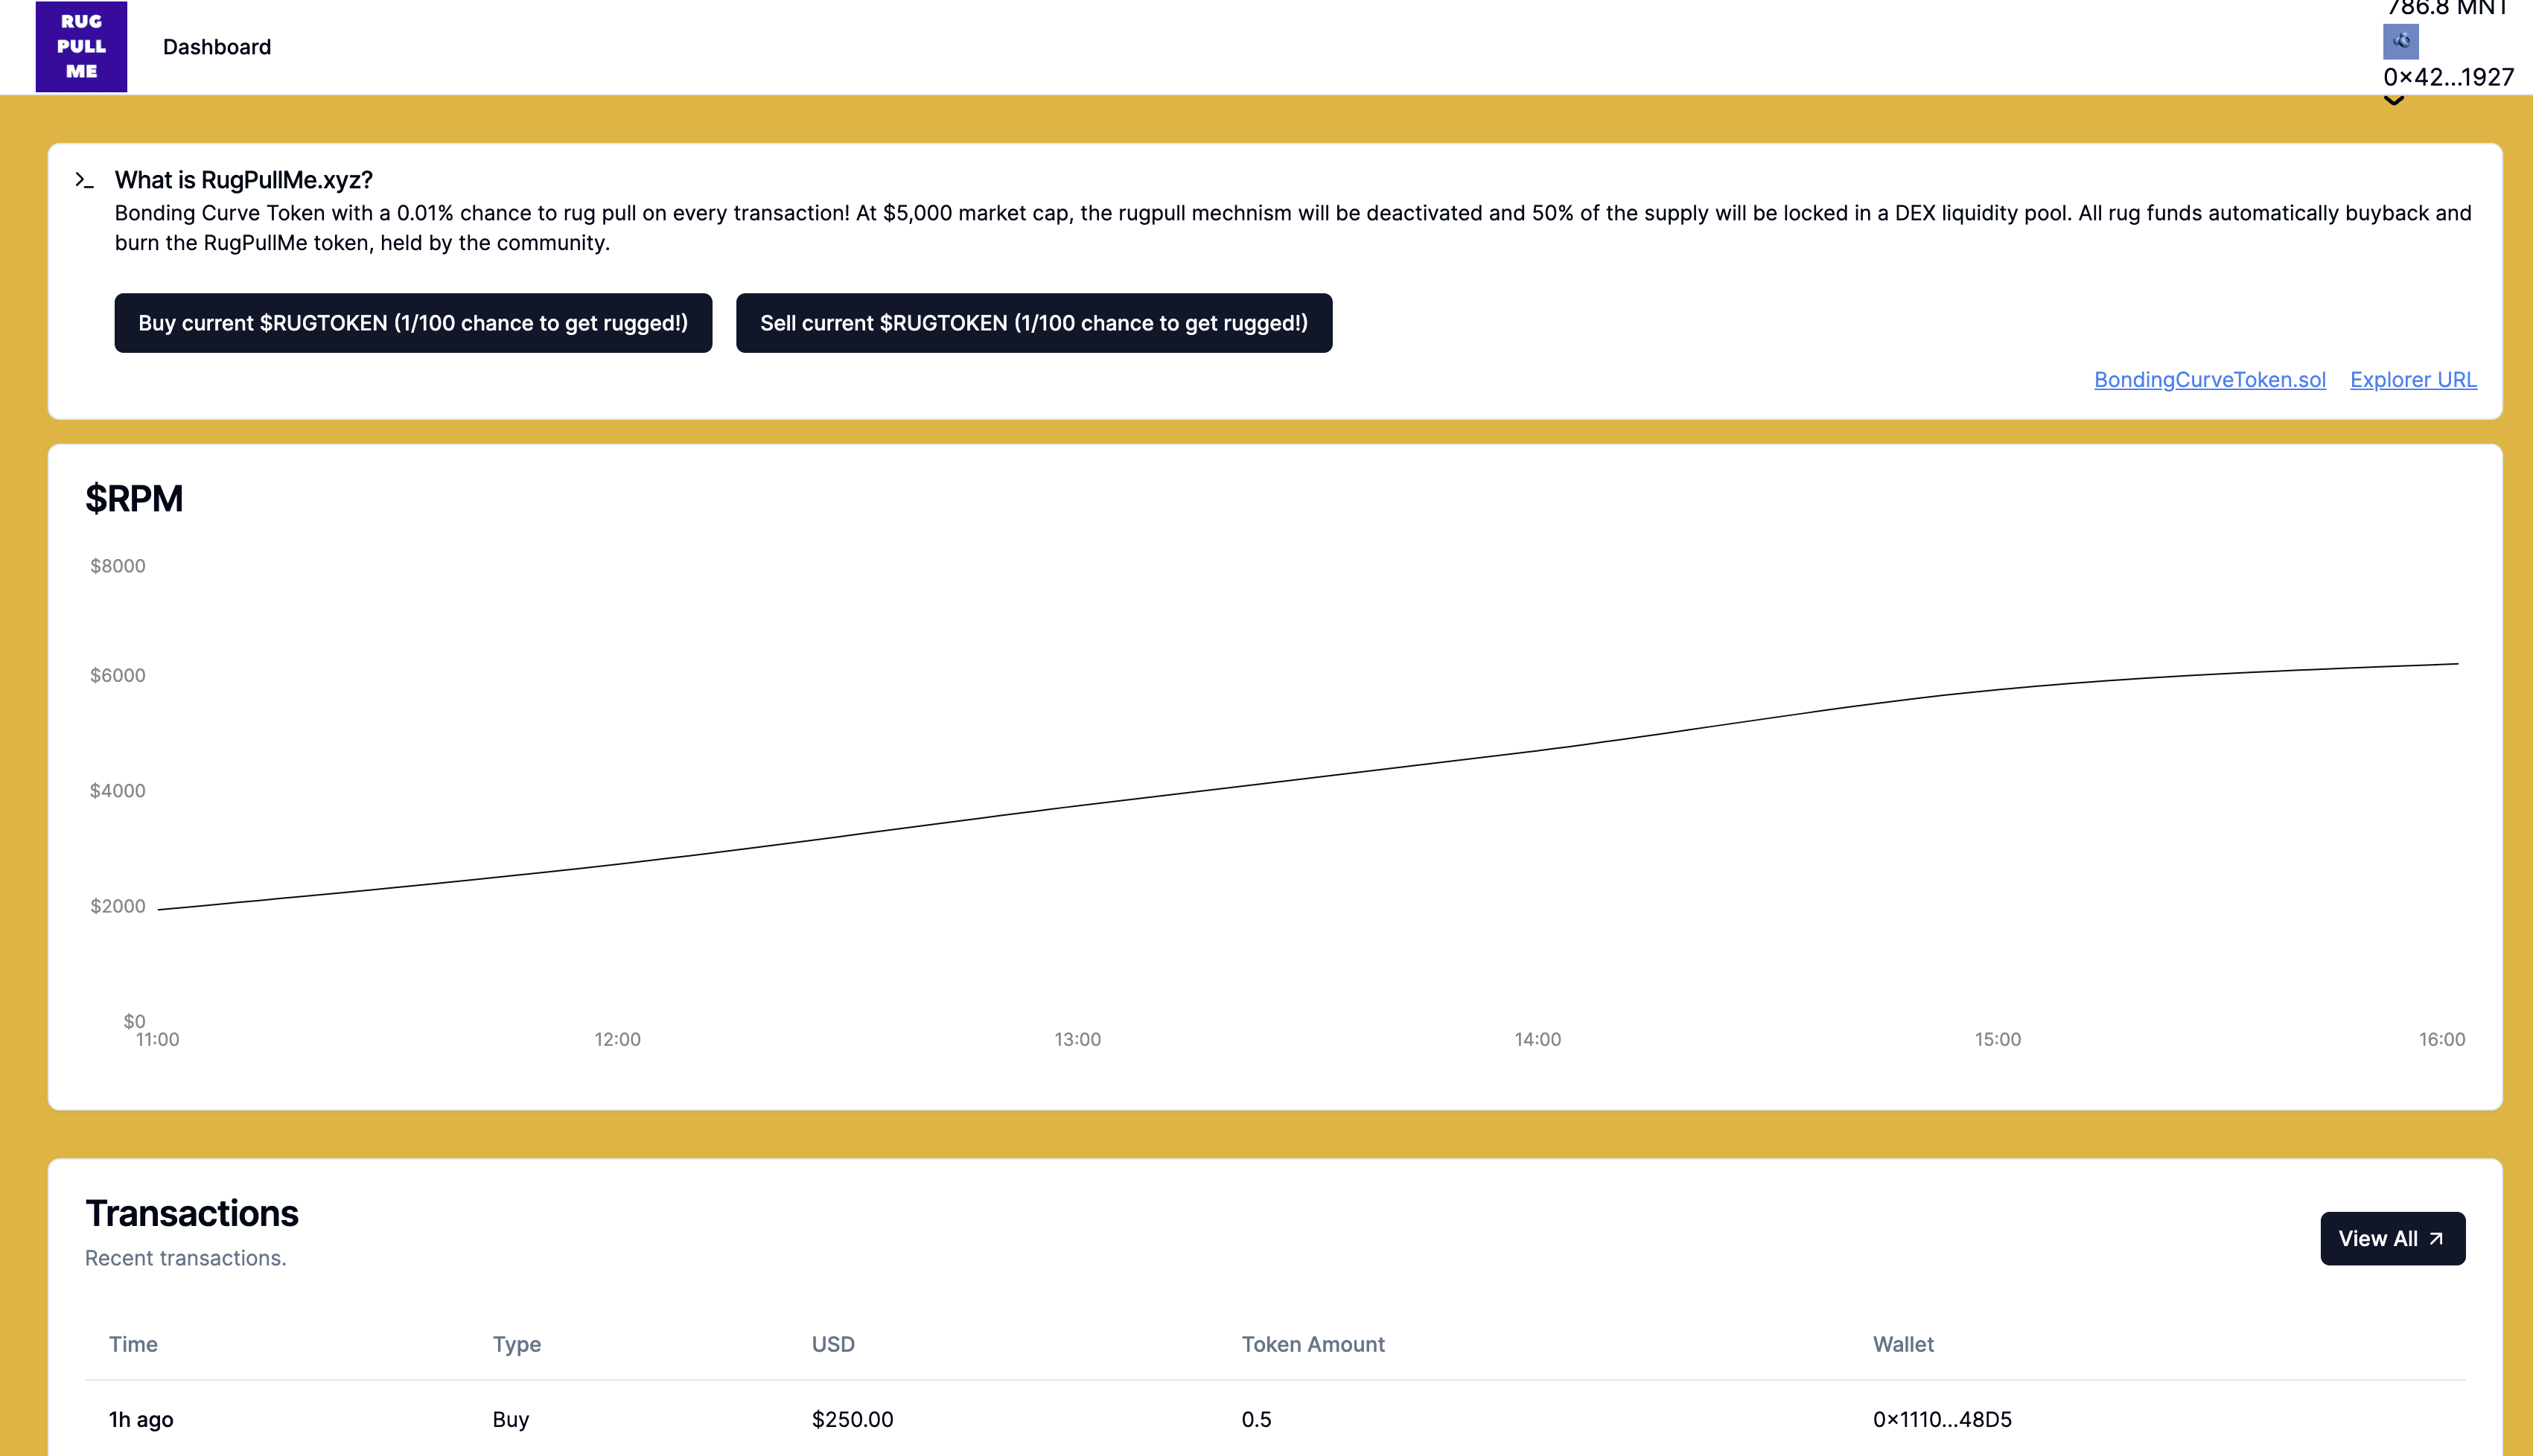 RUG
PULL
ME
Dashboard
786.8 MNT
0×42...1927
What is RugPullMe.xyz?
Bonding Curve Token with a 0.01% chance to rug pull on every transaction! At $5,000 market cap, the rugpull mechnism will be deactivated and 50% of the supply will be locked in a DEX liquidity pool. All rug funds automatically buyback and
burn the RugPullMe token, held by the community.
Buy current $RUGTOKEN (1/100 chance to get rugged!)
Sell current $RUGTOKEN (1/100 chance to get rugged!)
BondingCurveToken.sol
Explorer URL
$RPM
$8000
$6000
$4000
$2000
$0
11:00
12:00
13:00
14:00
15:00
16:00
Transactions
Recent transactions.
View All
Time
Type
USD
Token Amount
Wallet
1h ago
Buy
$250.00
0.5
0×1110...48D5